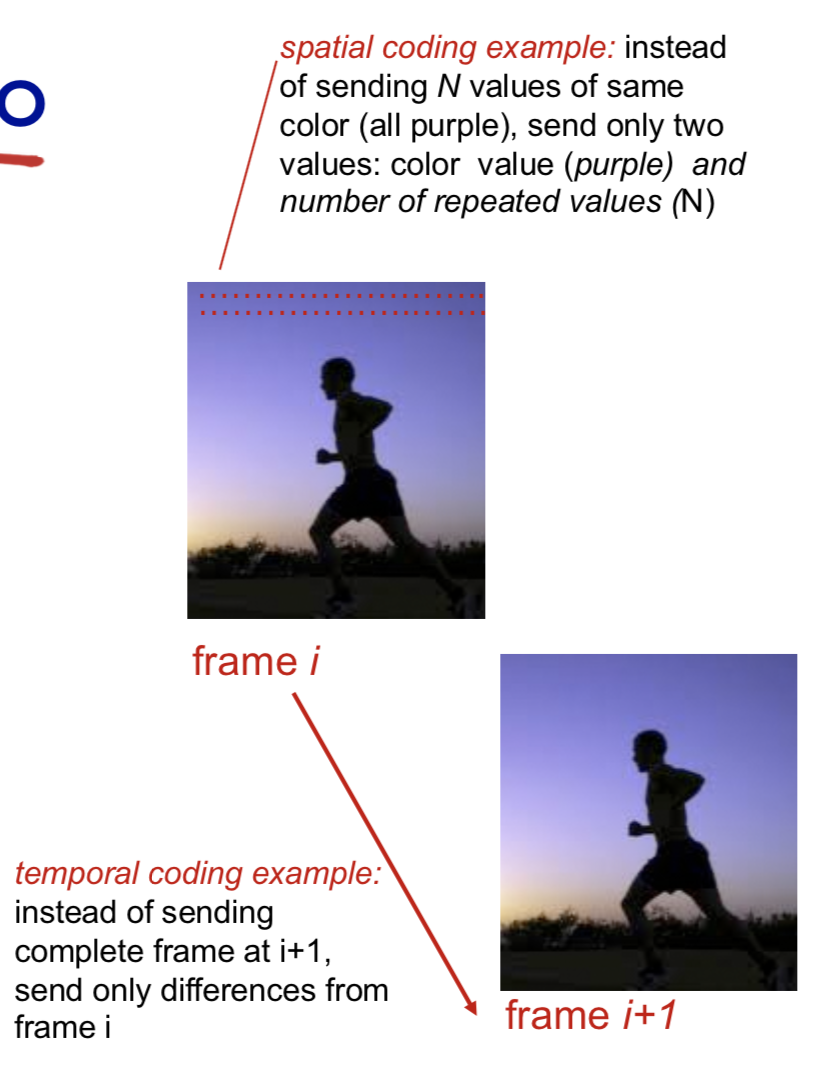 o
spatial coding example: instead
of sending N values of same
color (all purple), send only two
values: color  value (purple)  and
number of repeated values (N)
frame i
temporal coding example:
instead of sending
complete frame at i+1,
send only differences from
frame i
frame i+1